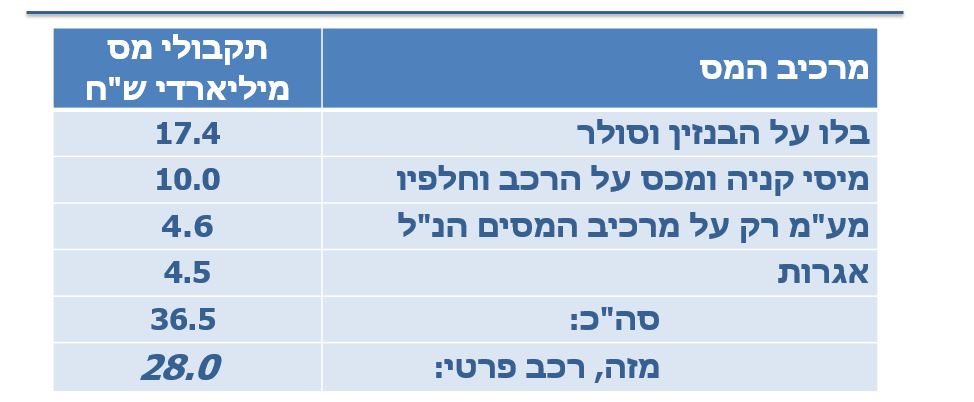 מרכיב המס
תקבולי מס
מיליארדי ש"ח
בלו על הבנזין וסולר 17.4
מיסי קניה ומכס על הרכב וחלפיו 10.0
מע"מ רק על מרכיב המסים הנ"ל 4.6
אגרות 4.5
סה"כ: 36.5
מזה, רכב פרטי: 28.0